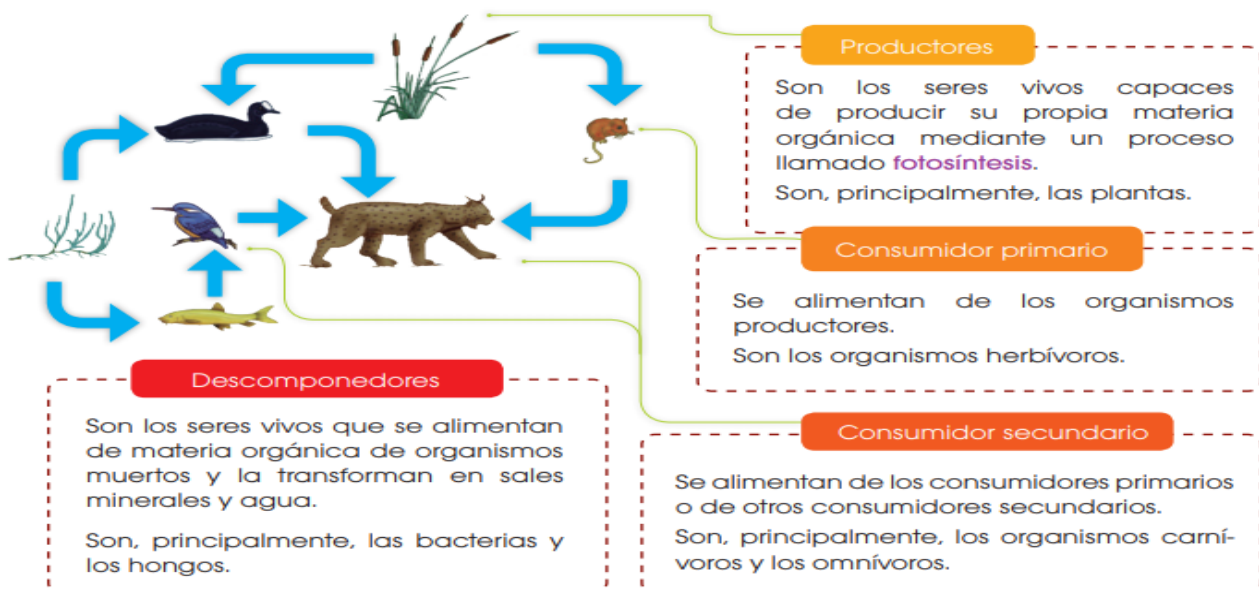 Productores
Son los seres vivos capaces
de producir su propia materia
orgánica mediante un proceso
llamado fotosíntesis.
Son, principalmente, las plantas.
Consumidor primario
Se alimentan de los organismos
productores.
Son los organismos herbívoros.
Descomponedores
Son los seres vivos que se alimentan
de materia orgánica de organismos
muertos y la transforman en sales
minerales y agua.
Son, principalmente, las bacterias y
los hongos.
Consumidor secundario
Se alimentan de los consumidores primarios
o de otros consumidores secundarios.
Son, principalmente, los organismos carní-
voros y los omnívoros.